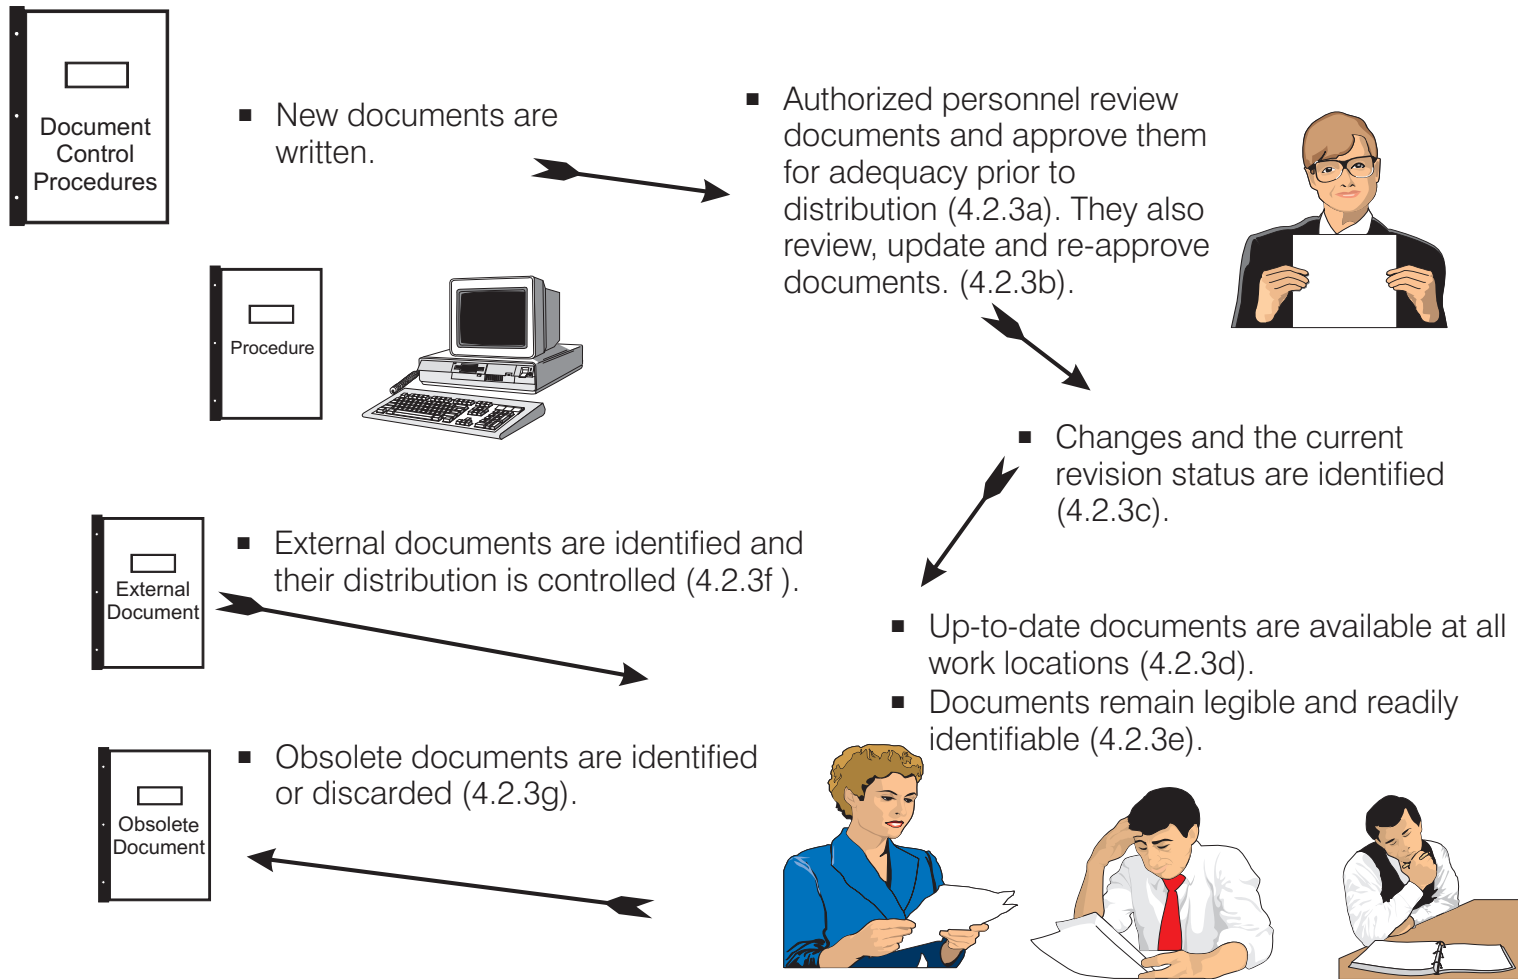 Document
Control
Procedures
■ New documents are
written.
■ Authorized personnel review
documents and approve them
for adequacy prior to
distribution (4.2.3a). They also
review, update and re-approve
documents. (4.2.3b).
Procedure
■ Changes and the current
revision status are identified
(4.2.3c).
External
Document
■ External documents are identified and
their distribution is controlled (4.2.3f ).
■ Up-to-date documents are available at all
work locations (4.2.3d).
■ Documents remain legible and readily
identifiable (4.2.3e).
Obsolete
Document
■ Obsolete documents are identified
or discarded (4.2.3g).